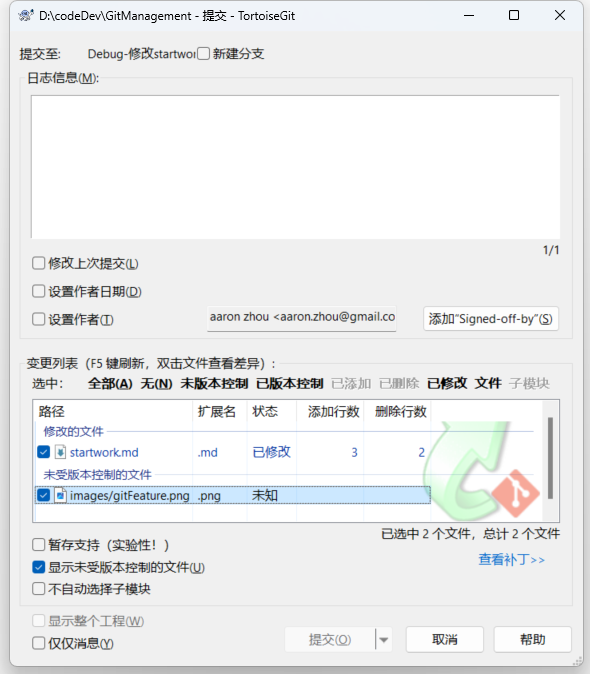 D:\codeDev\GitManagement - 提交 - TortoiseGit
提交至: Debug-修改startwor 新建分支
日志信息(M):
1/1
修改上次提交(L)
设置作者日期(D)
设置作者(T) aaron zhou <aaron.zhou@gmail.co 添加"Signed-off-by"(S)
变更列表（F5 键刷新，双击文件查看差异）:
选中: 全部(A) 无(N) 未版本控制 已版本控制 已添加 已删除 已修改 文件 子模块
路径 扩展名 状态 添加行数 删除行数
修改的文件
startwork.md .md 已修改 3 2
未受版本控制的文件
images/gitFeature.png .png 未知
已选中 2 个文件，总计 2 个文件
暂存支持（实验性！）
查看补丁>>
显示未受版本控制的文件(U)
不自动选择子模块
显示整个工程(W)
仅仅消息(Y) 提交(O) 取消 帮助